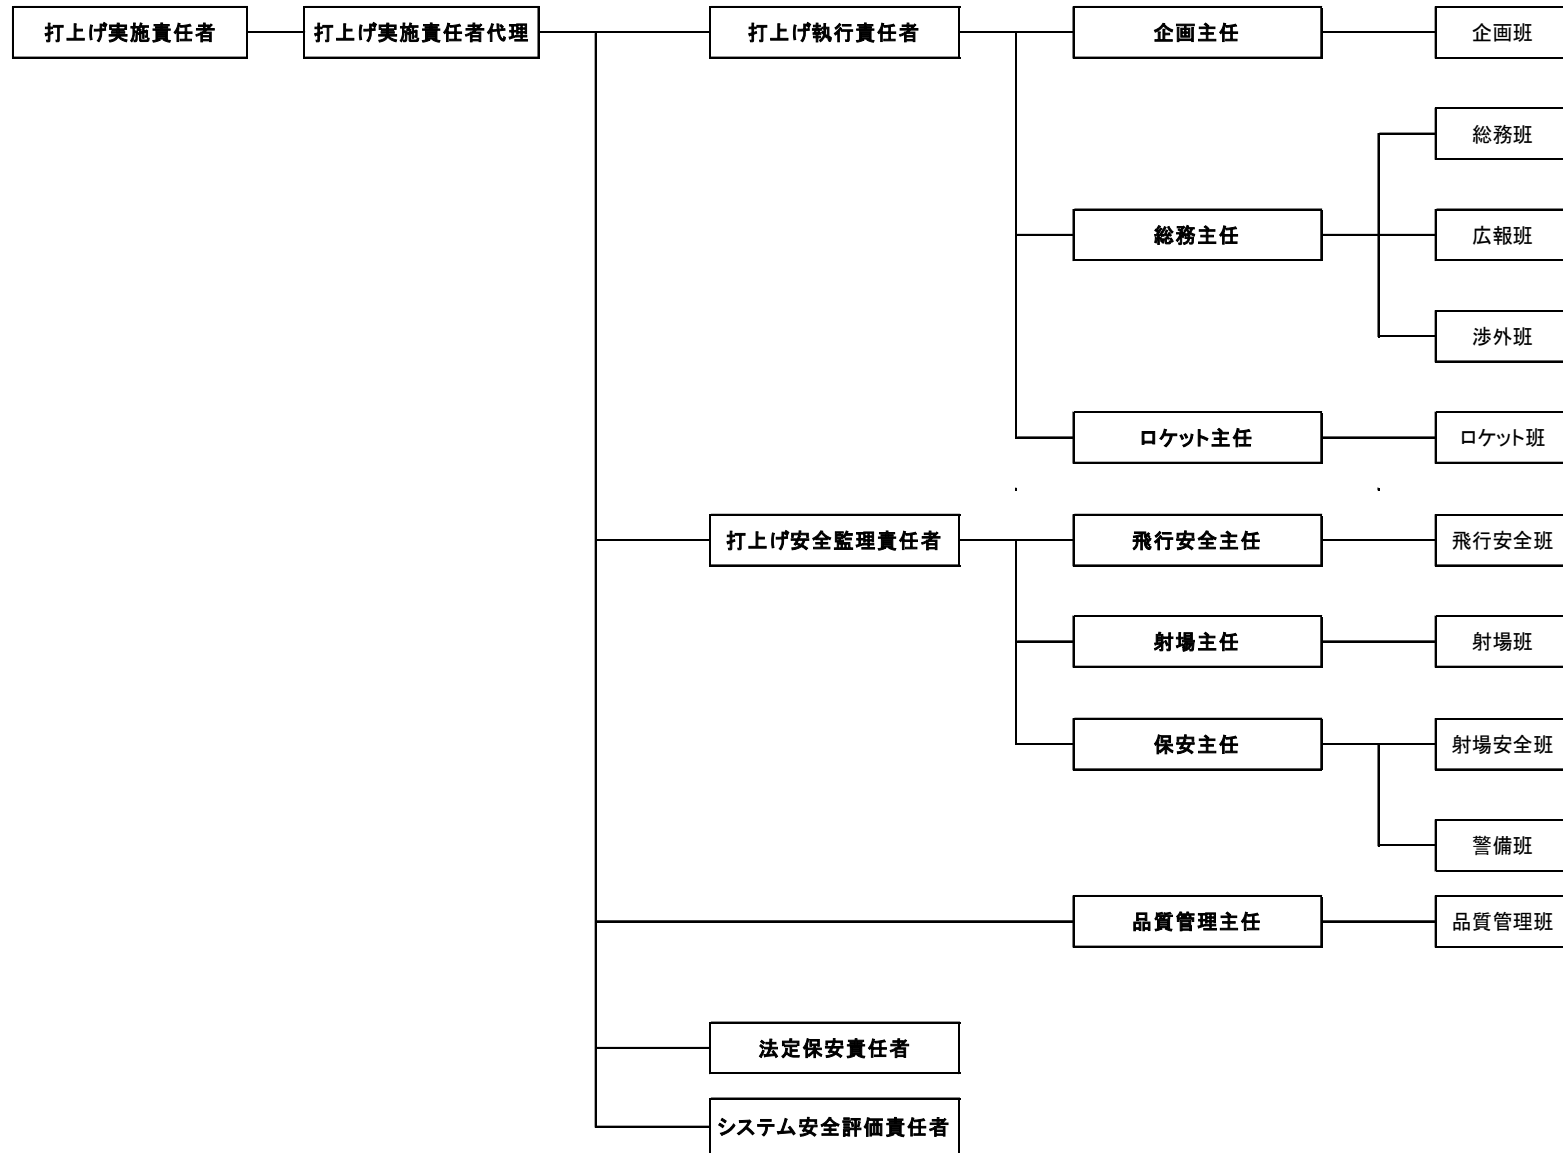 打上げ実施責任者
打上げ実施責任者代理
打上げ執行責任者
企画主任
企画班
総務班
総務主任
広報班
渉外班
ロケット主任
ロケット班
打上げ安全監理責任者
飛行安全主任
飛行安全班
射場主任
射場班
保安主任
射場安全班
警備班
品質管理主任
品質管理班
法定保安責任者
システム安全評価責任者